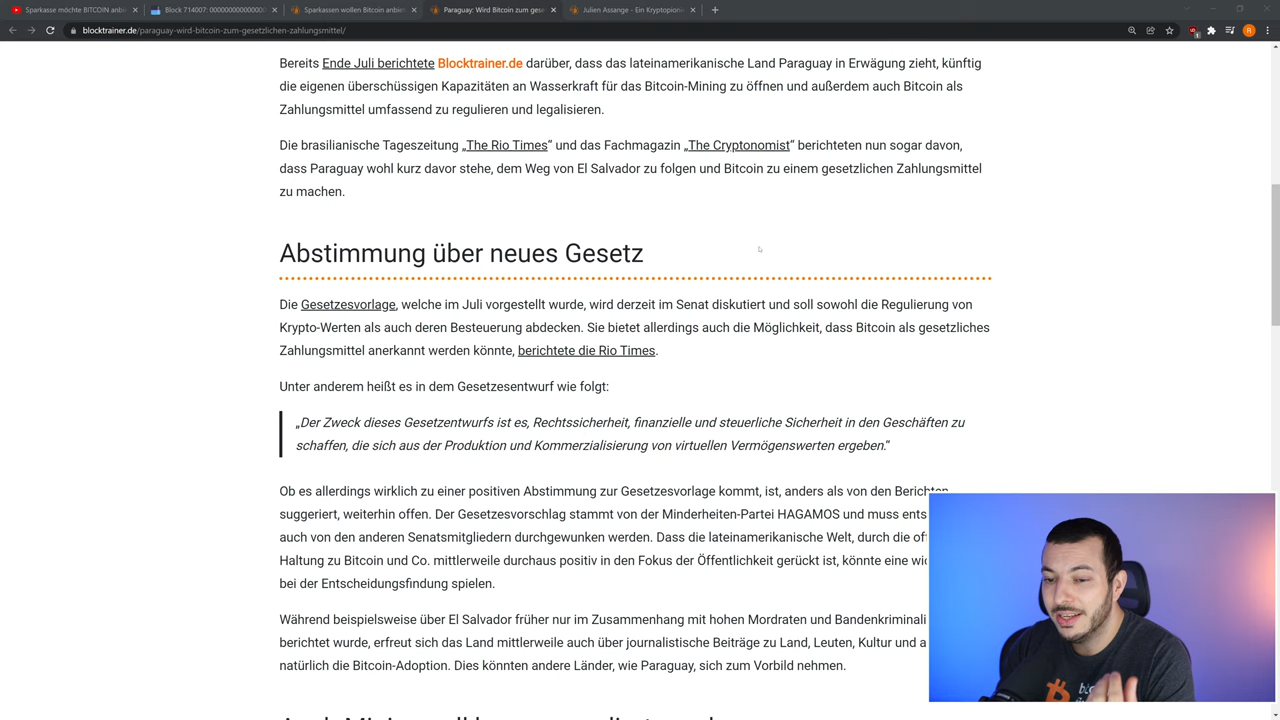 Sparkasse möchte BITCOIN anb
Block 714007: 0000000000000
Sparkassen wollen Bitcoin anbie
Paraguay: Wird Bitcoin zum gese
Julien Assange - Ein Kryptopion
blocktrainer.de/paraguay-wird-bitcoin-zum-gesetzlichen-zahlungsmittel/
R
Bereits Ende Juli berichtete Blocktrainer.de darüber, dass das lateinamerikanische Land Paraguay in Erwägung zieht, künftig
die eigenen überschüssigen Kapazitäten an Wasserkraft für das Bitcoin-Mining zu öffnen und außerdem auch Bitcoin als
Zahlungsmittel umfassend zu regulieren und legalisieren.
Die brasilianische Tageszeitung „The Rio Times“ und das Fachmagazin „The Cryptonomist“ berichteten nun sogar davon,
dass Paraguay wohl kurz davor stehe, dem Weg von El Salvador zu folgen und Bitcoin zu einem gesetzlichen Zahlungsmittel
zu machen.
Abstimmung über neues Gesetz
Die Gesetzesvorlage, welche im Juli vorgestellt wurde, wird derzeit im Senat diskutiert und soll sowohl die Regulierung von
Krypto-Werten als auch deren Besteuerung abdecken. Sie bietet allerdings auch die Möglichkeit, dass Bitcoin als gesetzliches
Zahlungsmittel anerkannt werden könnte, berichtete die Rio Times.
Unter anderem heißt es in dem Gesetzesentwurf wie folgt:
„Der Zweck dieses Gesetzentwurfs ist es, Rechtssicherheit, finanzielle und steuerliche Sicherheit in den Geschäften zu
schaffen, die sich aus der Produktion und Kommerzialisierung von virtuellen Vermögenswerten ergeben.“
Ob es allerdings wirklich zu einer positiven Abstimmung zur Gesetzesvorlage kommt, ist, anders als von den Berichten
suggeriert, weiterhin offen. Der Gesetzesvorschlag stammt von der Minderheiten-Partei HAGAMOS und muss ents
auch von den anderen Senatsmitgliedern durchgewunken werden. Dass die lateinamerikanische Welt, durch die of
Haltung zu Bitcoin und Co. mittlerweile durchaus positiv in den Fokus der Öffentlichkeit gerückt ist, könnte eine wi
bei der Entscheidungsfindung spielen.
Während beispielsweise über El Salvador früher nur im Zusammenhang mit hohen Mordraten und Bandenkriminali
berichtet wurde, erfreut sich das Land mittlerweile auch über journalistische Beiträge zu Land, Leuten, Kultur und a
natürlich die Bitcoin-Adoption. Dies könnten andere Länder, wie Paraguay, sich zum Vorbild nehmen.